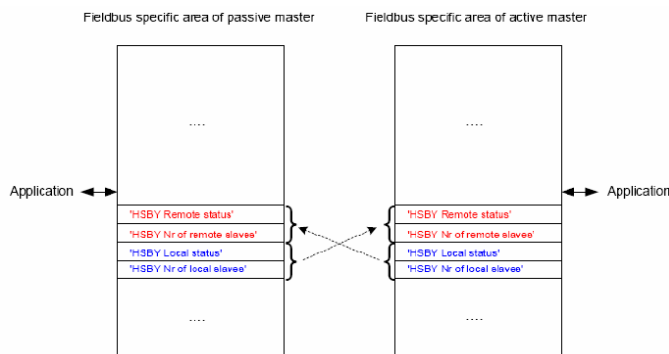 Fieldbus specific area of passive master
Fieldbus specific area of active master
....
....
Application
Application
'HSBY Remote status'
'HSBY Remote status'
'HSBY Nr of remote slaves'
'HSBY Nr of remote slaves'
'HSBY Local status'
'HSBY Local status'
'HSBY Nr of local slaves'
'HSBY Nr of local slaves'
....
....